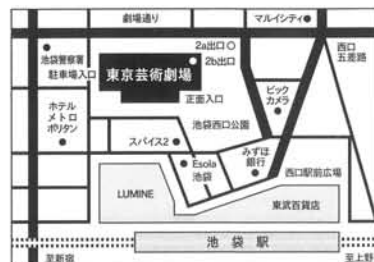 劇場通り
マルイシティ
2a出口
西口
五差路
池袋警察署
2b出口
駐車場入口
東京芸術劇場
ビック
カメラ
正面入口
ホテル
メトロ
ポリタン
池袋西口公園
スパイス2
みずほ
銀行
Esola
池袋
西口駅前広場
LUMINE
東武百貨店
池袋駅
至新宿
至上野